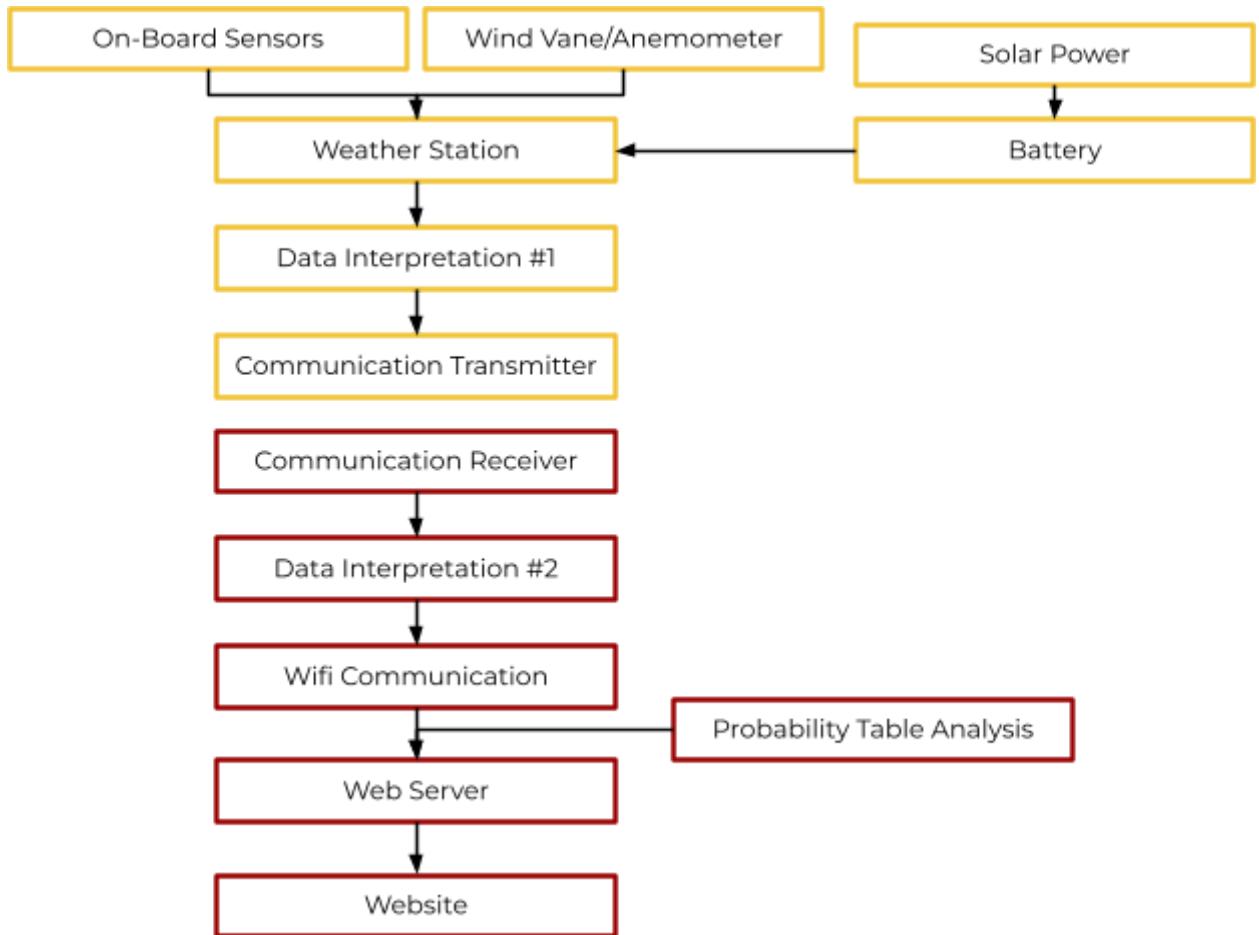 On-Board Sensors
Wind Vane/Anemometer
Solar Power
Weather Station
Battery
Data Interpretation #1
Communication Transmitter
Communication Receiver
Data Interpretation #2
Wifi Communication
Probability Table Analysis
Web Server
Website